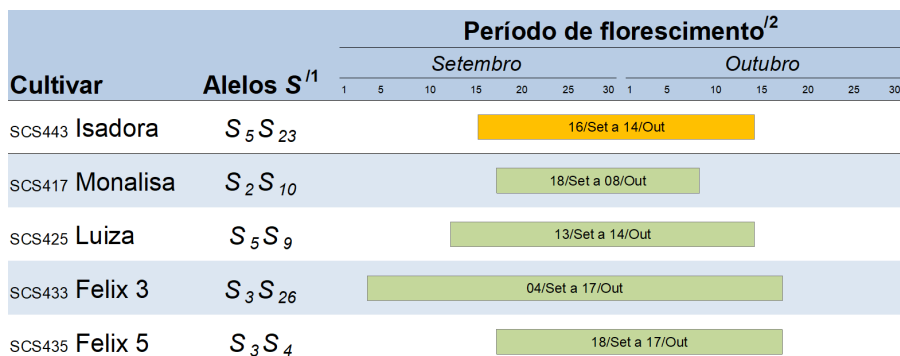 Período de florescimento/2
Cultivar Alelos S/1 Setembro Outubro
1 5 10 15 20 25 30 1 5 10 15 20 25 30
SCS443 Isadora S5S23 16/Set a 14/Out
SCS417 Monalisa S2S10 18/Set a 08/Out
SCS425 Luiza S5S9 13/Set a 14/Out
SCS433 Felix 3 S3S26 04/Set a 17/Out
SCS435 Felix 5 S3S4 18/Set a 17/Out